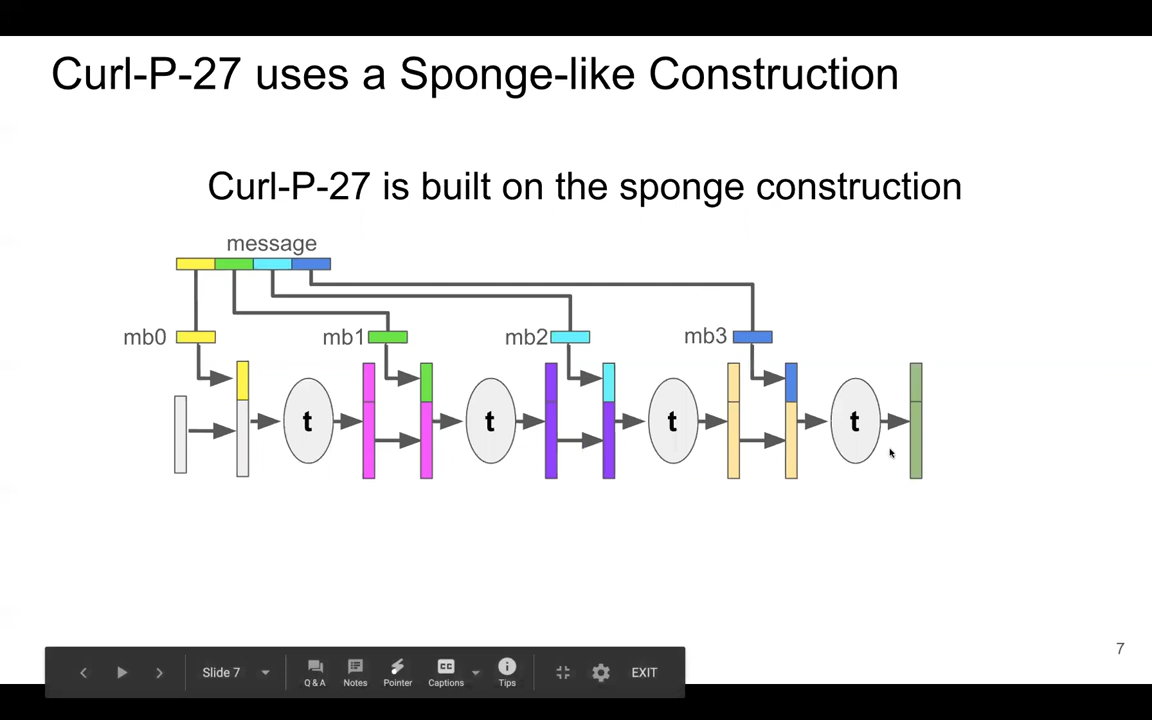 Curl-P-27 uses a Sponge-like Construction
Curl-P-27 is built on the sponge construction
message
mb0 mb1 mb2 mb3
t t t t
7
Slide 7 Q & A Notes Pointer CC Captions Tips EXIT